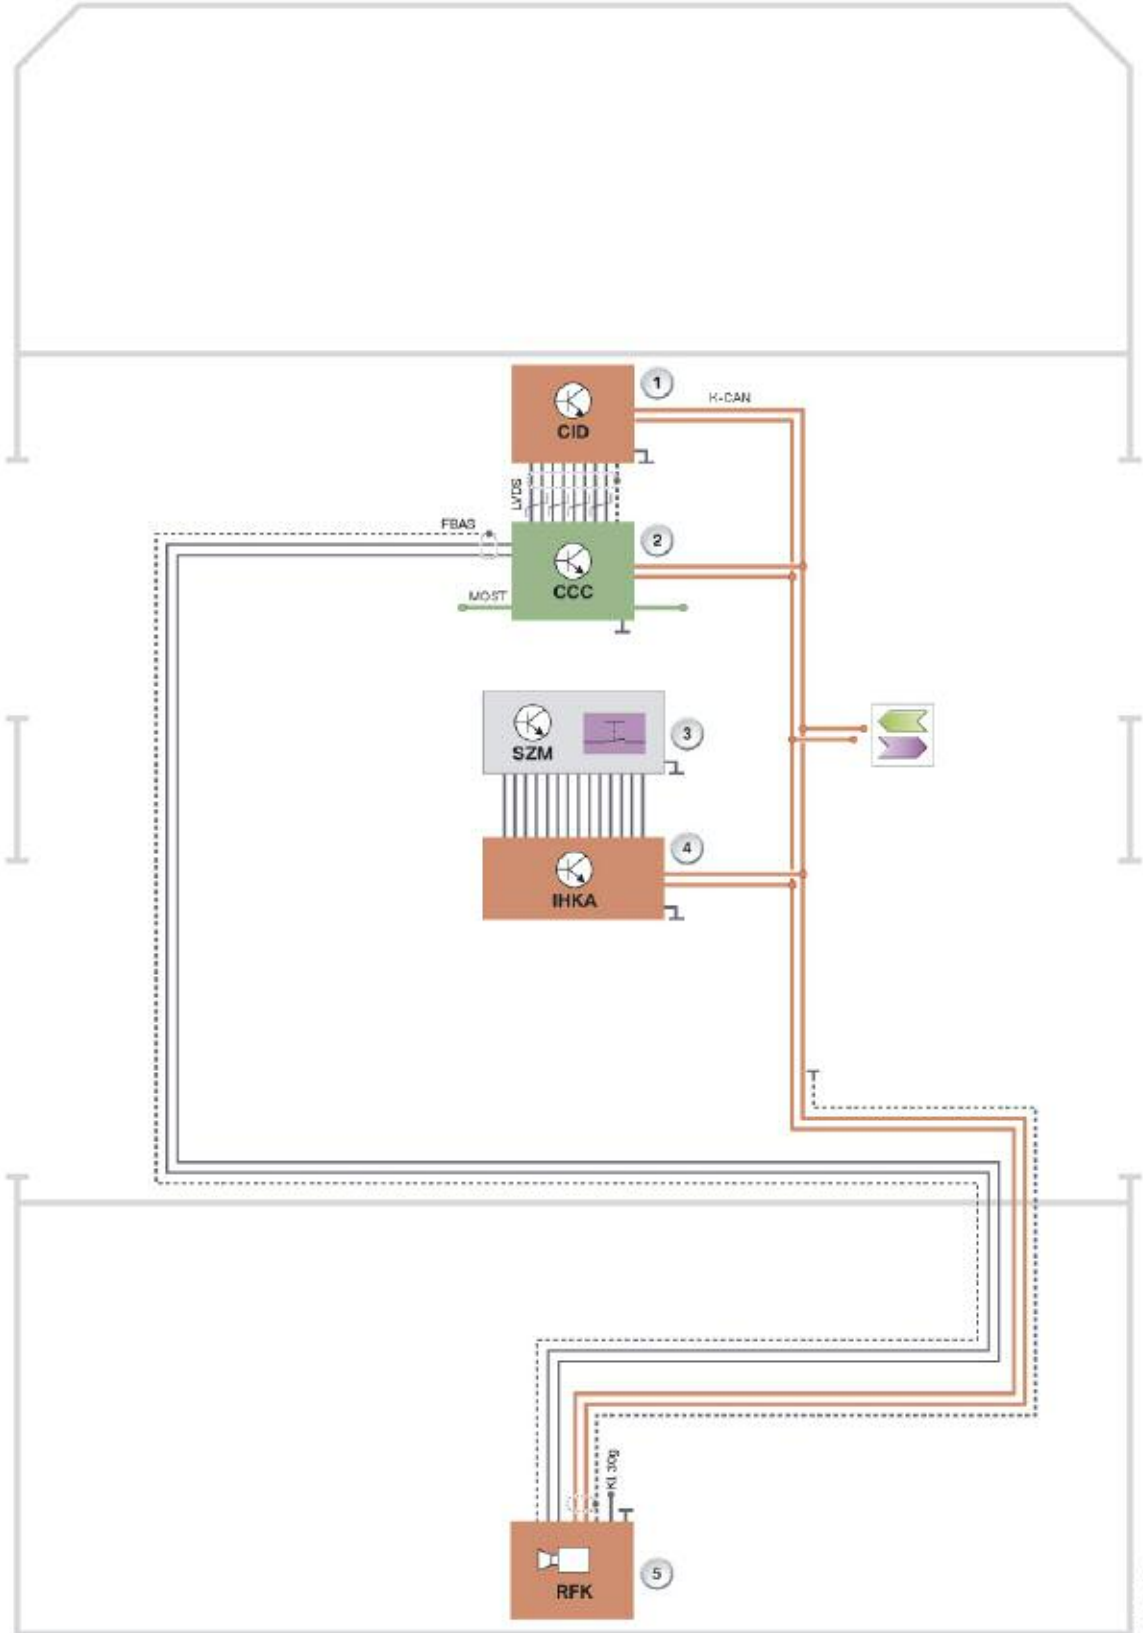 1
K-CAN
CID
LVDS
FBAS
2
CCC
MOST
3
SZM
4
IHKA
Kl. 30g
RFK
5